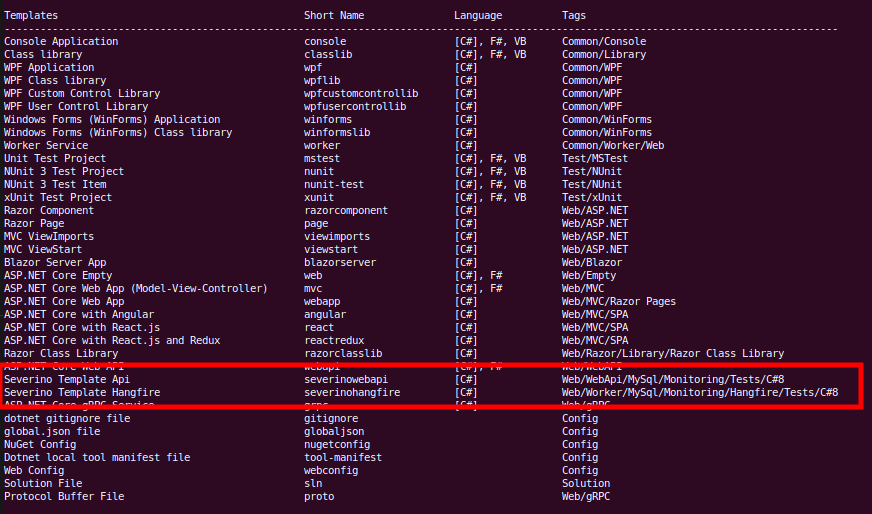 Templates Short Name Language Tags
----------------------------------------------------------------------------------------------------------------------------------
Console Application console [C#], F#, VB Common/Console
Class library classlib [C#], F#, VB Common/Library
WPF Application wpf [C#] Common/WPF
WPF Class library wpflib [C#] Common/WPF
WPF Custom Control Library wpfcustomcontrollib [C#] Common/WPF
WPF User Control Library wpfusercontrollib [C#] Common/WPF
Windows Forms (WinForms) Application winforms [C#] Common/WinForms
Windows Forms (WinForms) Class library winformslib [C#] Common/WinForms
Worker Service worker [C#] Common/Worker/Web
Unit Test Project mstest [C#], F#, VB Test/MSTest
NUnit 3 Test Project nunit [C#], F#, VB Test/NUnit
NUnit 3 Test Item nunit-test [C#], F#, VB Test/NUnit
xUnit Test Project xunit [C#], F#, VB Test/xUnit
Razor Component razorcomponent [C#] Web/ASP.NET
Razor Page page [C#] Web/ASP.NET
MVC ViewImports viewimports [C#] Web/ASP.NET
MVC ViewStart viewstart [C#] Web/ASP.NET
Blazor Server App blazorserver [C#] Web/Blazor
ASP.NET Core Empty web [C#], F# Web/Empty
ASP.NET Core Web App (Model-View-Controller) mvc [C#], F# Web/MVC
ASP.NET Core Web App webapp [C#] Web/MVC/Razor Pages
ASP.NET Core with Angular angular [C#] Web/MVC/SPA
ASP.NET Core with React.js react [C#] Web/MVC/SPA
ASP.NET Core with React.js and Redux reactredux [C#] Web/MVC/SPA
Razor Class Library razorclasslib [C#] Web/Razor/Library/Razor Class Library
ASP.NET Core Web API webapi [C#], F# Web/WebAPI
Severino Template Api severinowebapi [C#] Web/WebApi/MySql/Monitoring/Tests/C#8
Severino Template Hangfire severinohangfire [C#] Web/Worker/MySql/Monitoring/Hangfire/Tests/C#8
ASP.NET Core gRPC Service grpc [C#] Web/gRPC
dotnet gitignore file gitignore Config
global.json file globaljson Config
NuGet Config nugetconfig Config
Dotnet local tool manifest file tool-manifest Config
Web Config webconfig Config
Solution File sln Solution
Protocol Buffer File proto Web/gRPC